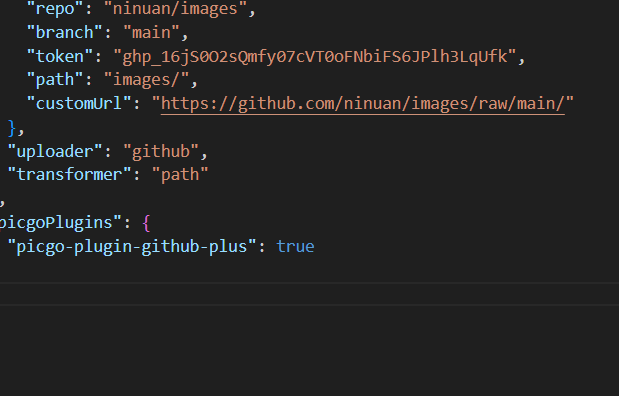 "repo": "ninuan/images",
"branch": "main",
"token": "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",
"path": "images/",
"customUrl": "https://github.com/ninuan/images/raw/main/"
},
"uploader": "github",
"transformer": "path"
,
picgoPlugins": {
"picgo-plugin-github-plus": true